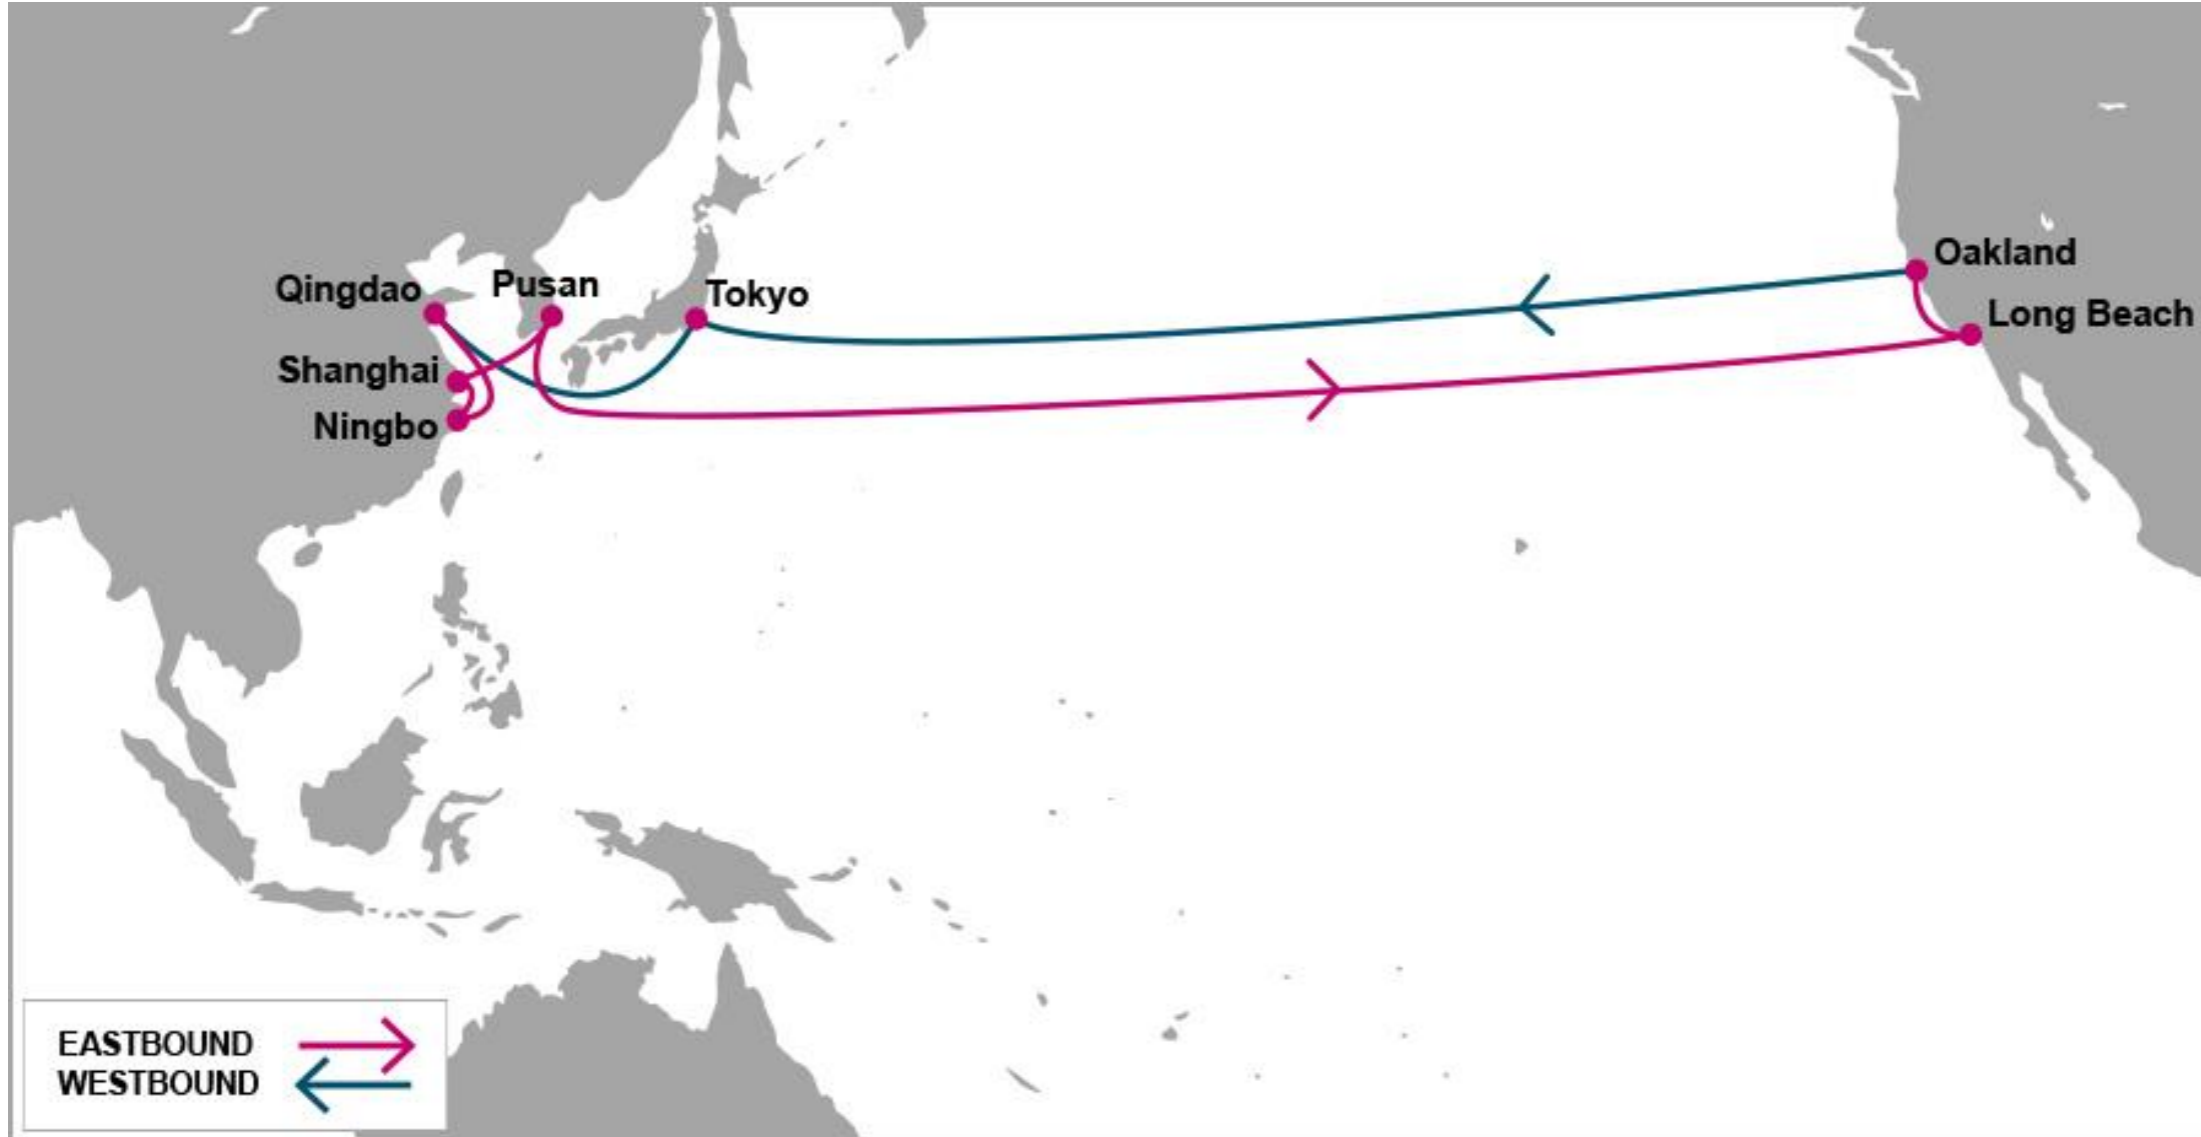 Oakland
Qingdao
Pusan
Tokyo
Long Beach
Shanghai
Ningbo
EASTBOUND
WESTBOUND